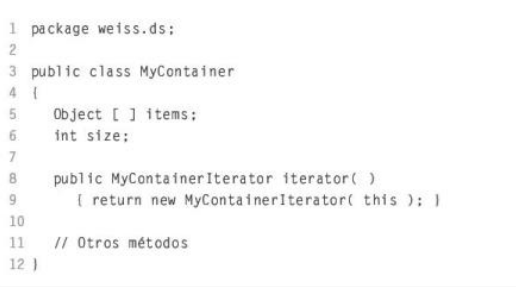 1 package weiss.ds;
2
3 public class MyContainer
4 {
5 Object [ ] items;
6 int size;
7
8 public MyContainerIterator iterator( )
9 { return new MyContainerIterator( this ); }
10
11 // Otros métodos
12 }